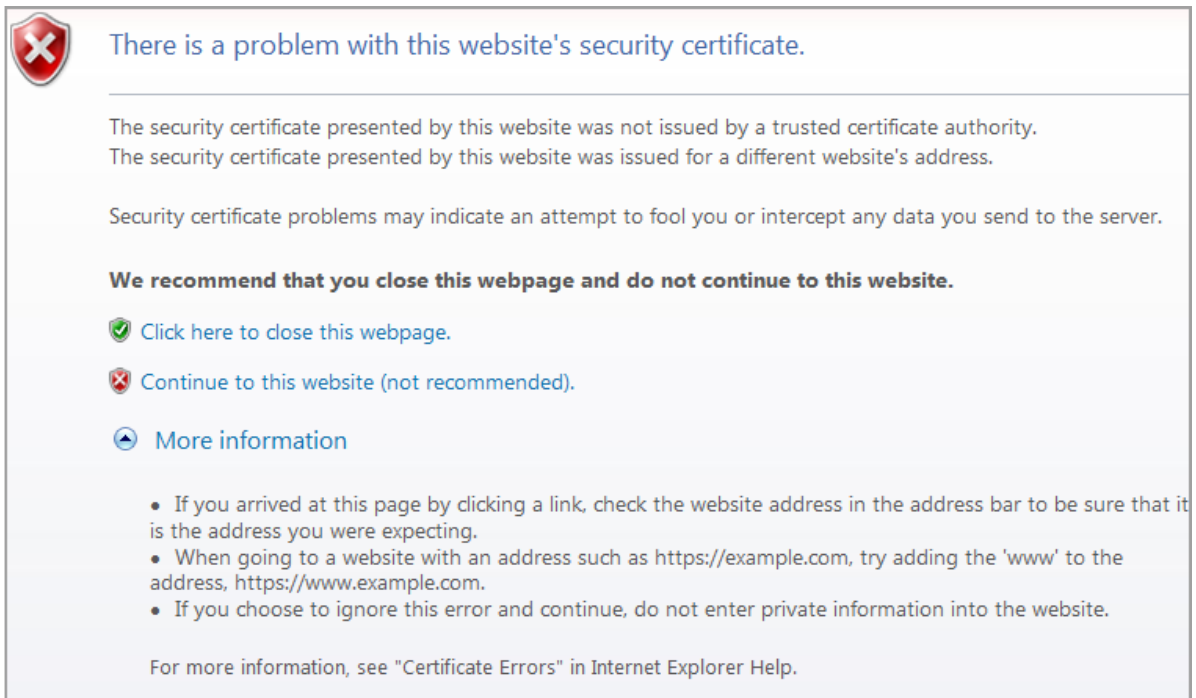 There is a problem with this website's security certificate.
The security certificate presented by this website was not issued by a trusted certificate authority.
The security certificate presented by this website was issued for a different website's address.
Security certificate problems may indicate an attempt to fool you or intercept any data you send to the server.
We recommend that you close this webpage and do not continue to this website.
Click here to close this webpage.
Continue to this website (not recommended).
More information
• If you arrived at this page by clicking a link, check the website address in the address bar to be sure that it
is the address you were expecting.
• When going to a website with an address such as https://example.com, try adding the 'www' to the
address, https://www.example.com.
• If you choose to ignore this error and continue, do not enter private information into the website.
For more information, see "Certificate Errors" in Internet Explorer Help.